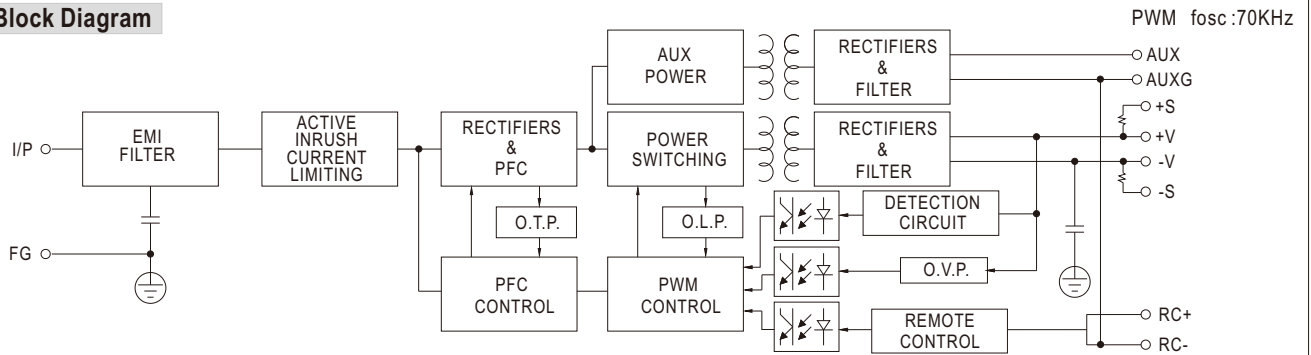 Block Diagram
PWM fosc :70KHz
AUX
POWER
RECTIFIERS
&
FILTER
AUX
AUXG
I/P
EMI
FILTER
ACTIVE
INRUSH
CURRENT
LIMITING
RECTIFIERS
&
PFC
POWER
SWITCHING
RECTIFIERS
&
FILTER
+S
+V
-V
-S
O.T.P.
O.L.P.
DETECTION
CIRCUIT
FG
PFC
CONTROL
PWM
CONTROL
O.V.P.
REMOTE
CONTROL
RC+
RC-